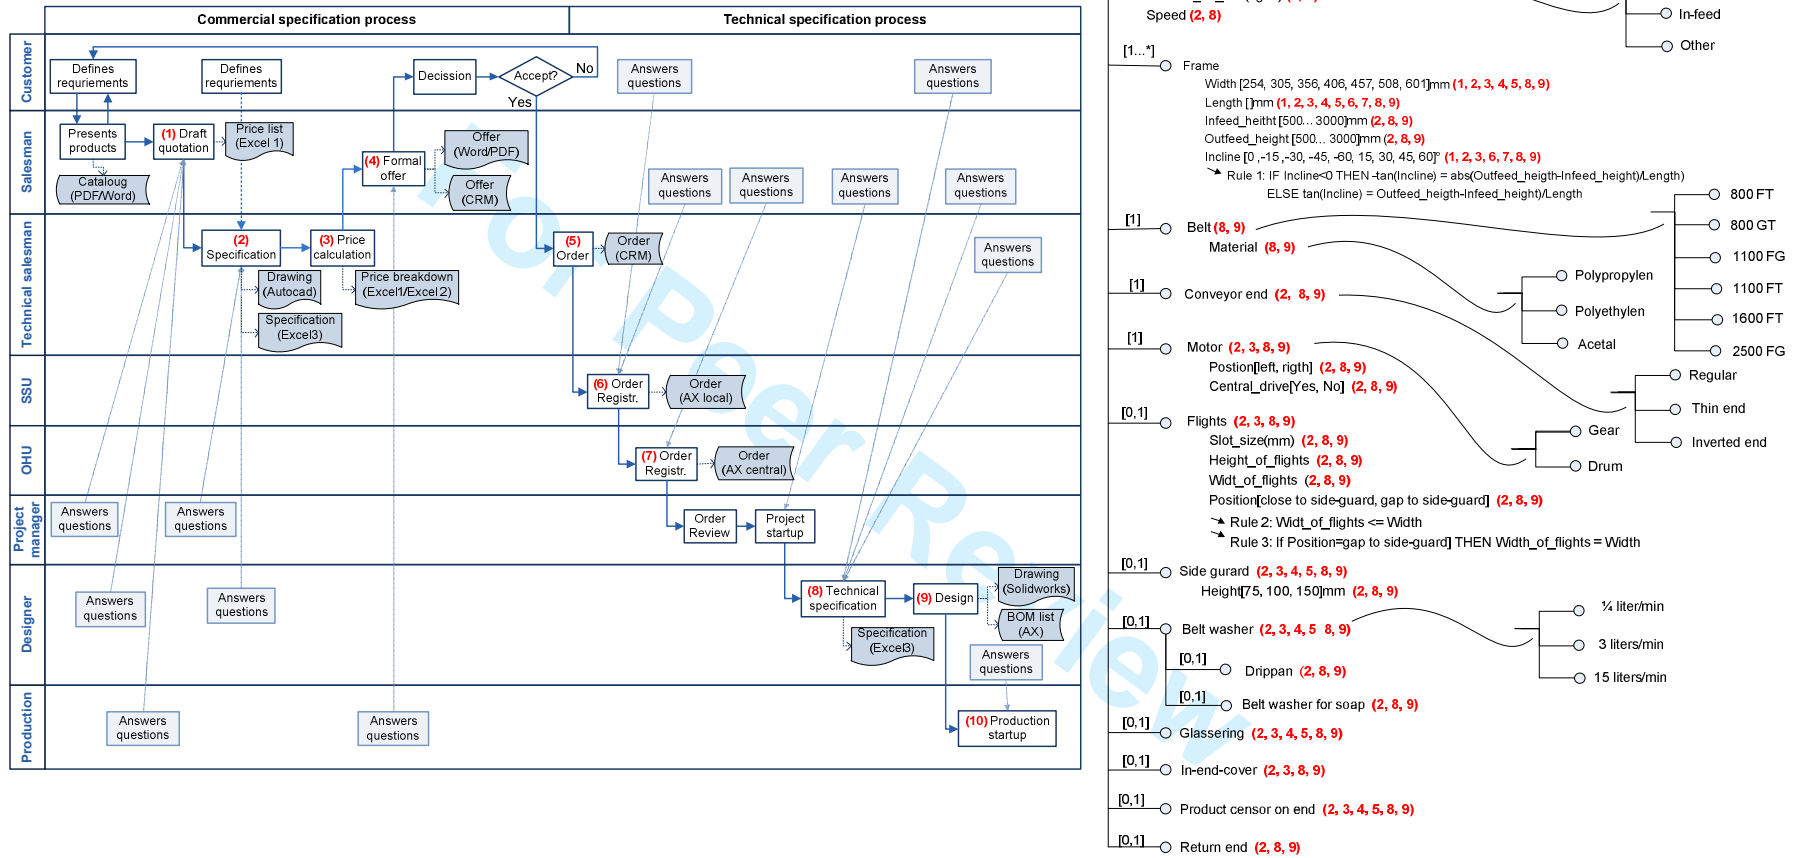 Commercial specification process
Technical specification process
Customer
Defines
requriements
Defines
requriements
Decission
Accept?
No
Yes
Answers
questions
Answers
questions
Salesman
Presents
products
(1) Draft
quotation
Price list
(Excel 1)
Cataloug
(PDF/Word)
(4) Formal
offer
Offer
(Word/PDF)
Offer
(CRM)
Answers
questions
Answers
questions
Answers
questions
Answers
questions
Technical salesman
(2)
Specification
(3) Price
calculation
Drawing
(Autocad)
Price breakdown
(Excel1/Excel 2)
Specification
(Excel3)
(5)
Order
Order
(CRM)
Answers
questions
SSU
(6) Order
Registr.
Order
(AX local)
OHU
(7) Order
Registr.
Order
(AX central)
Project
manager
Answers
questions
Answers
questions
Order
Review
Project
startup
Designer
Answers
questions
Answers
questions
(8) Technical
specification
(9) Design
Drawing
(Solidworks)
BOM list
(AX)
Specification
(Excel3)
Answers
questions
Production
Answers
questions
Answers
questions
(10) Production
startup
For Peer Review
Speed (2, 8)
In-feed
Other
[1...*]
Frame
Width [254, 305, 356, 406, 457, 508, 601]mm (1, 2, 3, 4, 5, 8, 9)
Length []mm (1, 2, 3, 4, 5, 6, 7, 8, 9)
Infeed_heitht [500... 3000]mm (2, 8, 9)
Outfeed_height [500... 3000]mm (2, 8, 9)
Incline [0 ,-15 ,-30, -45, -60, 15, 30, 45, 60]º (1, 2, 3, 6, 7, 8, 9)
Rule 1: IF Incline<0 THEN -tan(Incline) = abs(Outfeed_heigth-Infeed_height)/Length)
ELSE tan(Incline) = Outfeed_heigth-Infeed_height)/Length
[1]
Belt (8, 9)
Material (8, 9)
800 FT
800 GT
1100 FG
1100 FT
1600 FT
2500 FG
Polypropylen
Polyethylen
Acetal
[1]
Conveyor end (2, 8, 9)
Regular
Thin end
Inverted end
[1]
Motor (2, 3, 8, 9)
Postion[left, rigth] (2, 8, 9)
Central_drive[Yes, No] (2, 8, 9)
Gear
Drum
[0,1]
Flights (2, 3, 8, 9)
Slot_size(mm) (2, 8, 9)
Height_of_flights (2, 8, 9)
Widt_of_flights (2, 8, 9)
Position[close to side-guard, gap to side-guard] (2, 8, 9)
Rule 2: Widt_of_flights <= Width
Rule 3: If Position=gap to side-guard] THEN Width_of_flights = Width
[0,1]
Side gurard (2, 3, 4, 5, 8, 9)
Height[75, 100, 150]mm (2, 8, 9)
[0,1]
Belt washer (2, 3, 4, 5 8, 9)
¼ liter/min
3 liters/min
15 liters/min
[0,1]
Drippan (2, 8, 9)
[0,1]
Belt washer for soap (2, 8, 9)
[0,1]
Glassering (2, 3, 4, 5, 8, 9)
[0,1]
In-end-cover (2, 3, 8, 9)
[0,1]
Product censor on end (2, 3, 4, 5, 8, 9)
[0,1]
Return end (2, 8, 9)